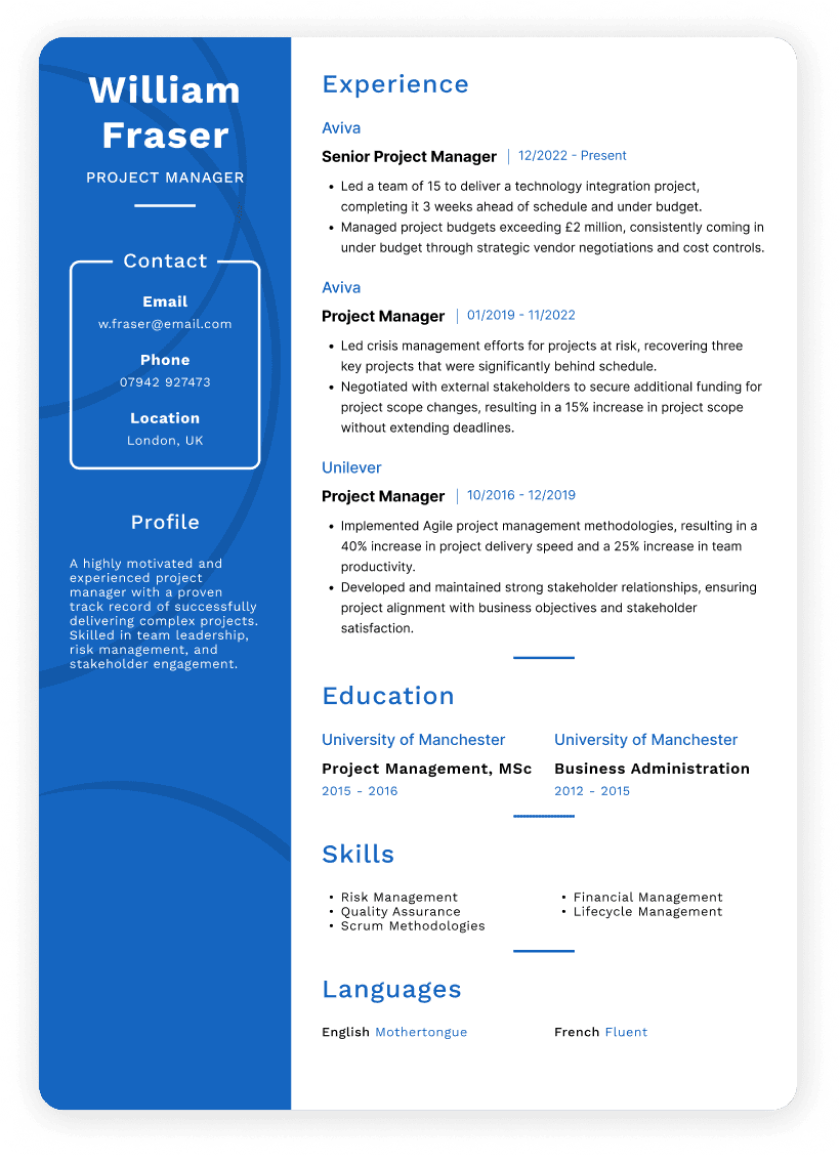 William
Fraser
PROJECT MANAGER
Contact
Email
w.fraser@email.com
Phone
07942 927473
Location
London, UK
Profile
A highly motivated and
experienced project
manager with a proven
track record of successfully
delivering complex projects.
Skilled in team leadership,
risk management, and
stakeholder engagement.
Experience
Aviva
Senior Project Manager | 12/2022 - Present
• Led a team of 15 to deliver a technology integration project,
completing it 3 weeks ahead of schedule and under budget.
• Managed project budgets exceeding £2 million, consistently coming in
under budget through strategic vendor negotiations and cost controls.
Aviva
Project Manager | 01/2019 - 11/2022
• Led crisis management efforts for projects at risk, recovering three
key projects that were significantly behind schedule.
• Negotiated with external stakeholders to secure additional funding for
project scope changes, resulting in a 15% increase in project scope
without extending deadlines.
Unilever
Project Manager | 10/2016 - 12/2019
• Implemented Agile project management methodologies, resulting in a
40% increase in project delivery speed and a 25% increase in team
productivity.
• Developed and maintained strong stakeholder relationships, ensuring
project alignment with business objectives and stakeholder
satisfaction.
Education
University of Manchester
Project Management, MSc
2015 - 2016
University of Manchester
Business Administration
2012 - 2015
Skills
• Risk Management
• Quality Assurance
• Scrum Methodologies
• Financial Management
• Lifecycle Management
Languages
English Mothertongue
French Fluent